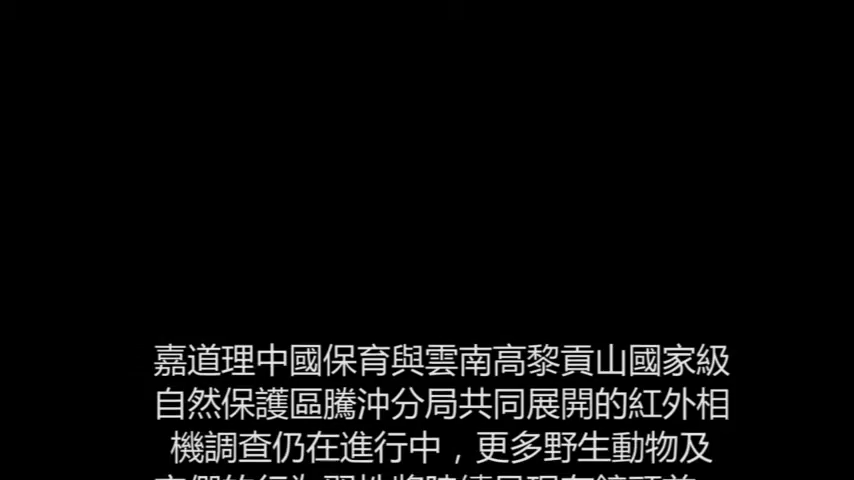 嘉道理中國保育與雲南高黎貢山國家級
自然保護區騰沖分局共同展開的紅外相
機調查仍在進行中，更多野生動物及